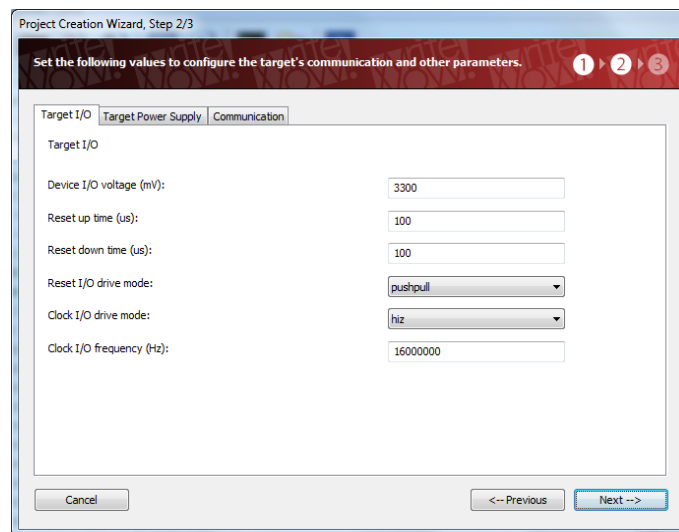 Project Creation Wizard, Step 2/3
Set the following values to configure the target's communication and other parameters.
1 2 3
Target I/O Target Power Supply Communication
Target I/O
Device I/O voltage (mV): 3300
Reset up time (us): 100
Reset down time (us): 100
Reset I/O drive mode: pushpull
Clock I/O drive mode: hiz
Clock I/O frequency (Hz): 16000000
Cancel <-- Previous Next -->